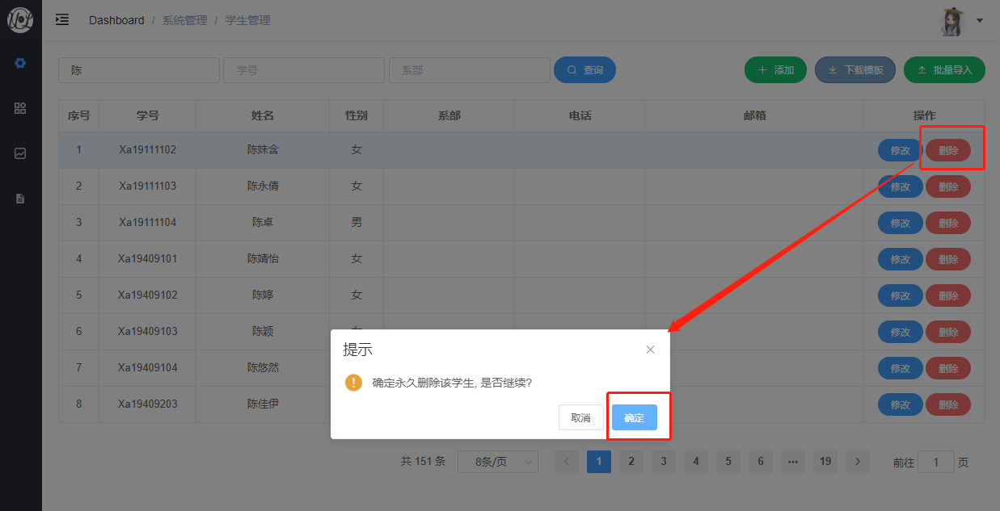 Dashboard / 系统管理 / 学生管理
陈 学号 系部 查询 添加 下载模板 批量导入
序号 学号 姓名 性别 系部 电话 邮箱 操作
1 Xa19111102 陈姝含 女 修改 删除
2 Xa19111103 陈永倩 女 修改 删除
3 Xa19111104 陈卓 男 修改 删除
4 Xa19409101 陈婧怡 女 修改 删除
5 Xa19409102 陈婷 女 修改 删除
6 Xa19409103 陈颖 修改 删除
7 Xa19409104 陈悠然 修改 删除
8 Xa19409203 陈佳伊 修改 删除
提示
确定永久删除该学生, 是否继续?
取消 确定
共 151 条 8条/页 1 2 3 4 5 6 ... 19 前往 1 页